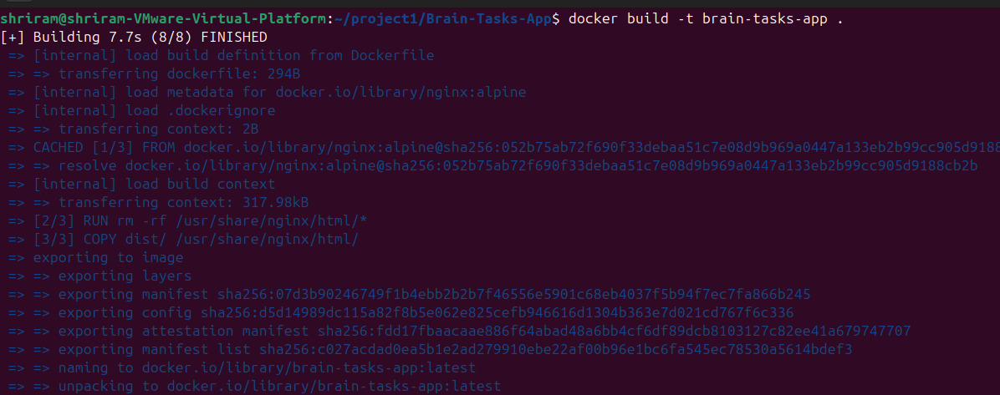 shriram@shriram-VMware-Virtual-Platform:~/project1/Brain-Tasks-App$ docker build -t brain-tasks-app .
[+] Building 7.7s (8/8) FINISHED
=> [internal] load build definition from Dockerfile
=> => transferring dockerfile: 294B
=> [internal] load metadata for docker.io/library/nginx:alpine
=> [internal] load .dockerignore
=> => transferring context: 2B
=> CACHED [1/3] FROM docker.io/library/nginx:alpine@sha256:052b75ab72f690f33debaa51c7e08d9b969a0447a133eb2b99cc905d9188
=> => resolve docker.io/library/nginx:alpine@sha256:052b75ab72f690f33debaa51c7e08d9b969a0447a133eb2b99cc905d9188cb2b
=> [internal] load build context
=> => transferring context: 317.98kB
=> [2/3] RUN rm -rf /usr/share/nginx/html/*
=> [3/3] COPY dist/ /usr/share/nginx/html/
=> exporting to image
=> => exporting layers
=> => exporting manifest sha256:07d3b90246749f1b4ebb2b2b7f46556e5901c68eb4037f5b94f7ec7fa866b245
=> => exporting config sha256:d5d14989dc115a82f8b5e062e825cefb946616d1304b363e7d021cd767f6c336
=> => exporting attestation manifest sha256:fdd17fbaacaae886f64abad48a6bb4cf6df89dcb8103127c82ee41a679747707
=> => exporting manifest list sha256:c027acdad0ea5b1e2ad279910ebe22af00b96e1bc6fa545ec78530a5614bdef3
=> => naming to docker.io/library/brain-tasks-app:latest
=> => unpacking to docker.io/library/brain-tasks-app:latest